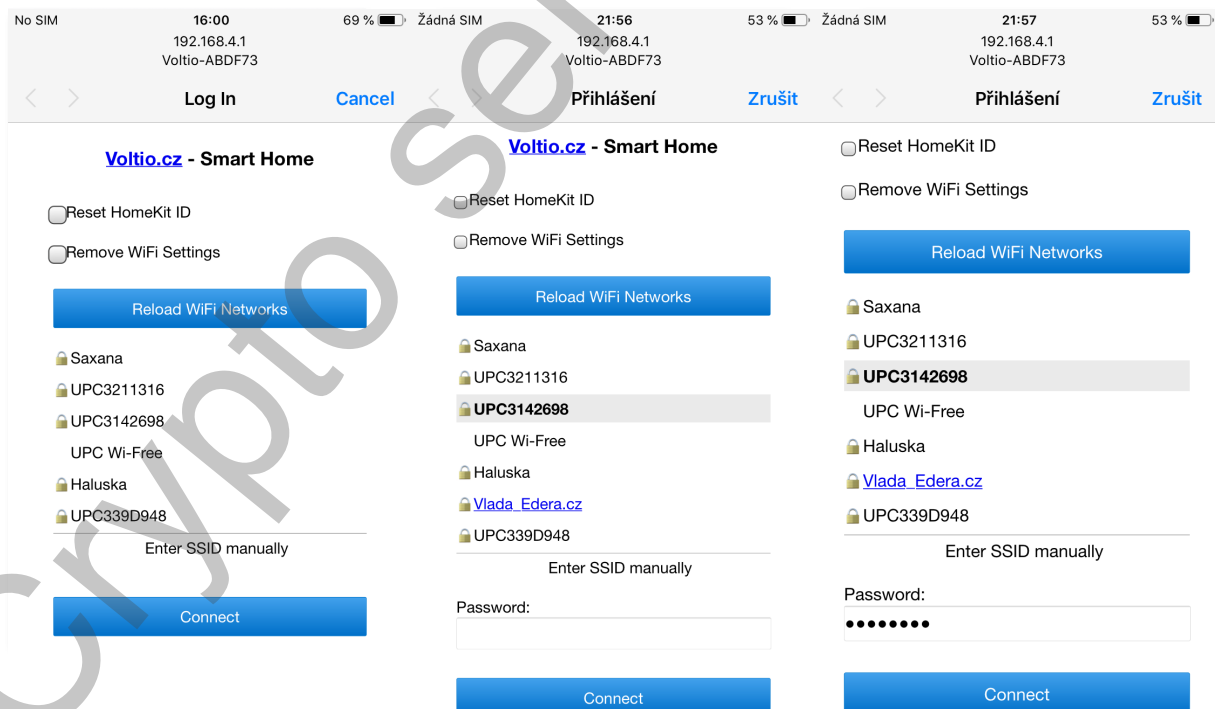 No SIM 16:00 69 %
192.168.4.1
Voltio-ABDF73
Log In Cancel
Voltio.cz - Smart Home
Reset HomeKit ID
Remove WiFi Settings
Reload WiFi Networks
Saxana
UPC3211316
UPC3142698
UPC Wi-Free
Haluska
UPC339D948
Enter SSID manually
Connect
Žádná SIM 21:56 53 %
192.168.4.1
Voltio-ABDF73
Přihlášení Zrušit
Voltio.cz - Smart Home
Reset HomeKit ID
Remove WiFi Settings
Reload WiFi Networks
Saxana
UPC3211316
UPC3142698
UPC Wi-Free
Haluska
Vlada_Edera.cz
UPC339D948
Enter SSID manually
Password:
Connect
Žádná SIM 21:57 53 %
192.168.4.1
Voltio-ABDF73
Přihlášení Zrušit
Reset HomeKit ID
Remove WiFi Settings
Reload WiFi Networks
Saxana
UPC3211316
UPC3142698
UPC Wi-Free
Haluska
Vlada_Edera.cz
UPC339D948
Enter SSID manually
Password:
●●●●●●●●
Connect
Crypto